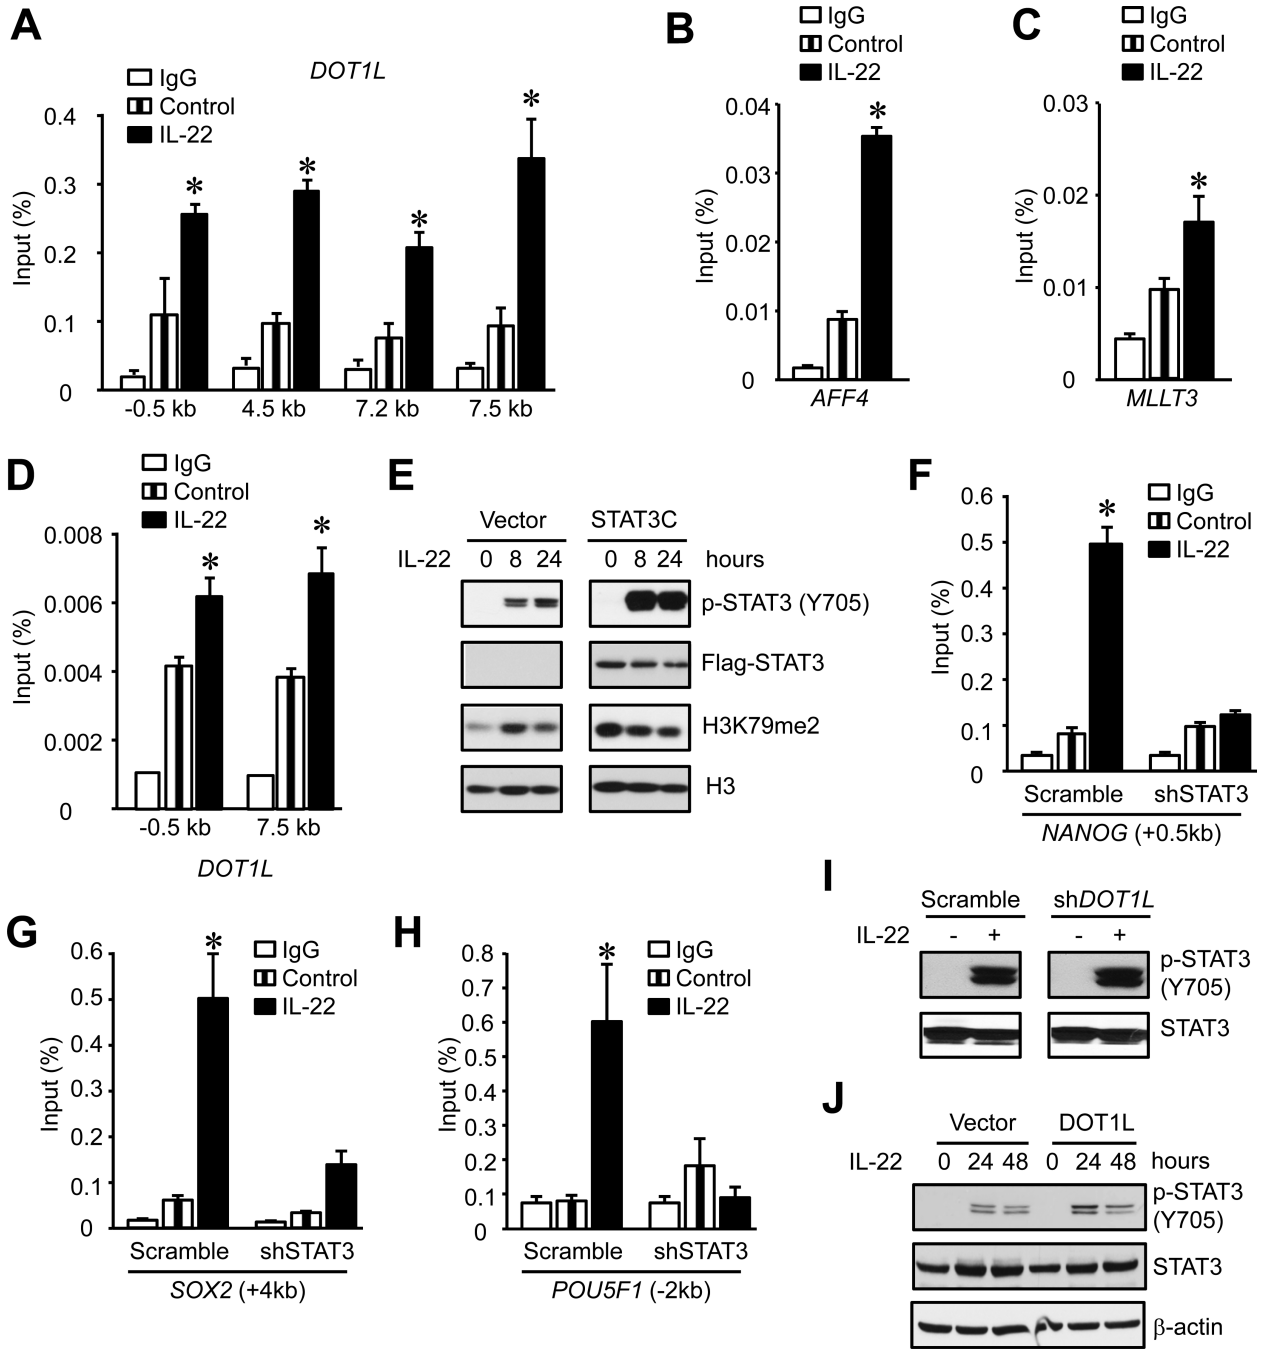 A
DOT1L
IgG
Control
IL-22
Input (%)
0.4
0.3
0.2
0.1
0
* * * *
-0.5 kb 4.5 kb 7.2 kb 7.5 kb
B
IgG
Control
IL-22
Input (%)
0.04
0.03
0.02
0.01
0
*
AFF4
C
IgG
Control
IL-22
Input (%)
0.03
0.02
0.01
0
*
MLLT3
D
IgG
Control
IL-22
Input (%)
0.008
0.006
0.004
0.002
0
* *
-0.5 kb 7.5 kb
DOT1L
E
Vector STAT3C
IL-22 0 8 24 0 8 24 hours
p-STAT3 (Y705)
Flag-STAT3
H3K79me2
H3
F
IgG
Control
IL-22
Input (%)
0.6
0.5
0.4
0.3
0.2
0.1
0
*
Scramble shSTAT3
NANOG (+0.5kb)
G
IgG
Control
IL-22
Input (%)
0.6
0.5
0.4
0.3
0.2
0.1
0
*
Scramble shSTAT3
SOX2 (+4kb)
H
IgG
Control
IL-22
Input (%)
0.8
0.7
0.6
0.5
0.4
0.3
0.2
0.1
0
*
Scramble shSTAT3
POU5F1 (-2kb)
I
Scramble shDOT1L
IL-22 - + - +
p-STAT3
(Y705)
STAT3
J
Vector DOT1L
IL-22 0 24 48 0 24 48 hours
p-STAT3
(Y705)
STAT3
β-actin